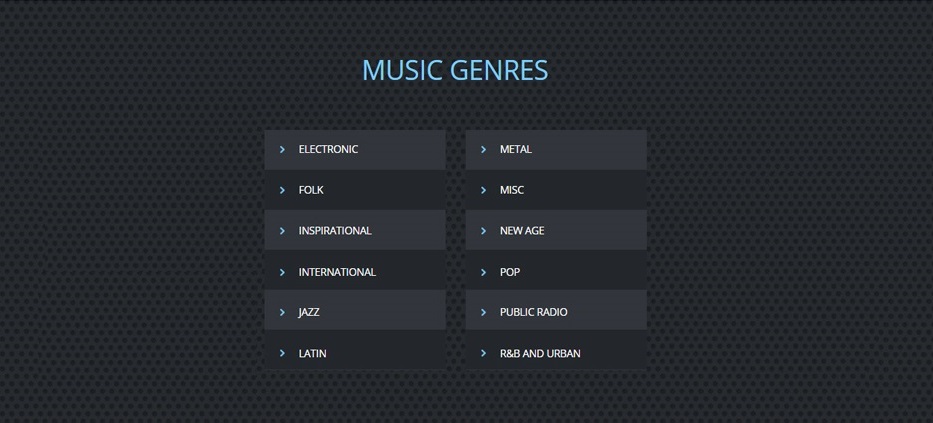 MUSIC GENRES
ELECTRONIC
FOLK
INSPIRATIONAL
INTERNATIONAL
JAZZ
LATIN
METAL
MISC
NEW AGE
POP
PUBLIC RADIO
R&B AND URBAN